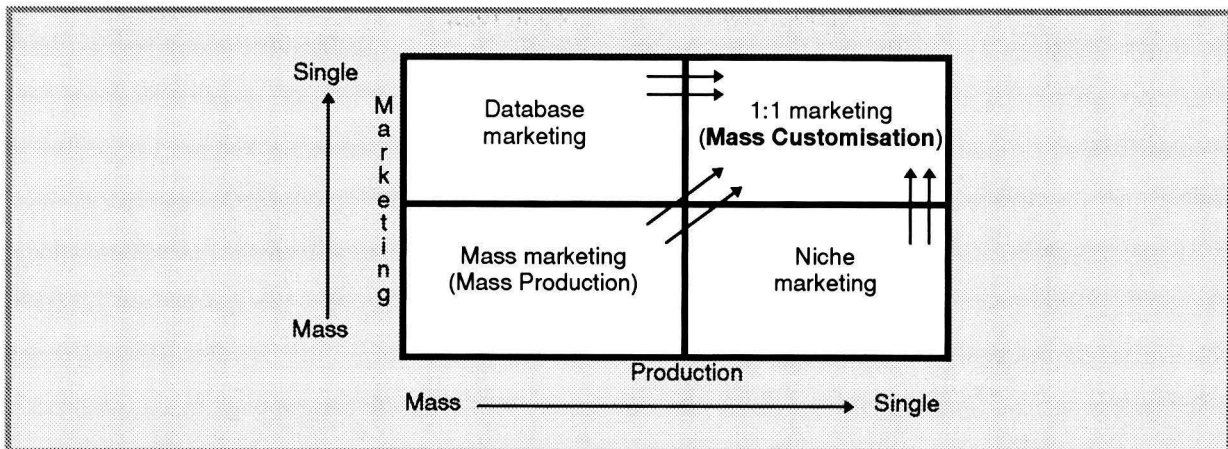 Single
Marketing
Mass
Database
marketing
1:1 marketing
(Mass Customisation)
Mass marketing
(Mass Production)
Niche
marketing
Production
Mass
Single